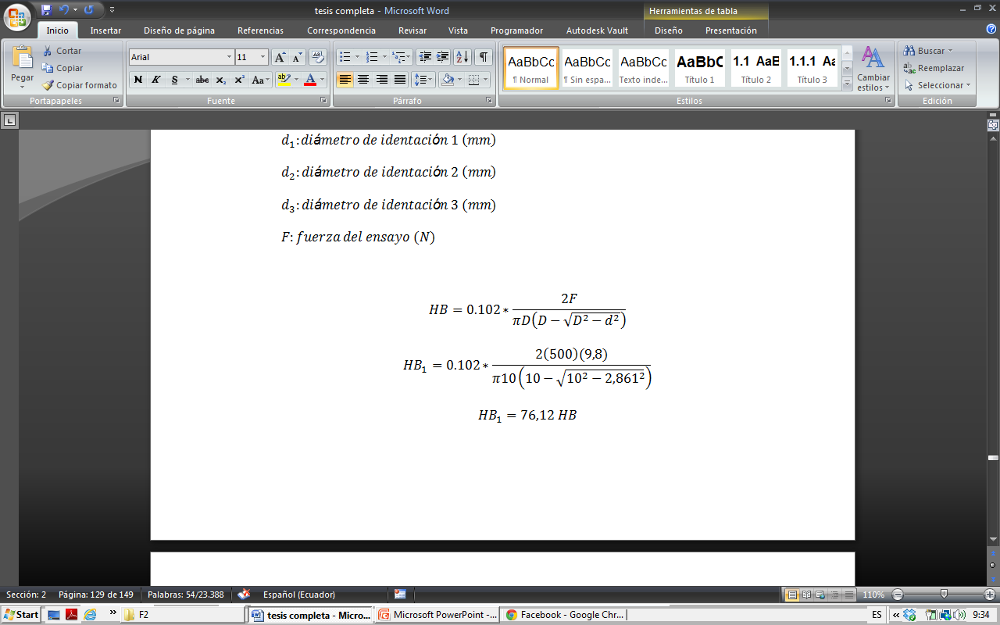 tesis completa - Microsoft Word
Herramientas de tabla
Inicio Insertar Diseño de página Referencias Correspondencia Revisar Vista Programador Autodesk Vault Diseño Presentación
Pegar
Cortar
Copiar
Copiar formato
Portapapeles
Arial 11
N K S abc x₂ x² Aa ab A
Fuente
Párrafo
AaBbCc AaBbCc AaBbCc AaBbC 1.1 AaB 1.1.1 Aa
¶ Normal ¶ Sin espa... Texto inde... Título 1 Título 2 Título 3
Cambiar estilos
Estilos
Buscar
Reemplazar
Seleccionar
Edición
d₁: diámetro de identación 1 (mm)
d₂: diámetro de identación 2 (mm)
d₃: diámetro de identación 3 (mm)
F: fuerza del ensayo (N)
HB = 0.102 * 2F / πD(D − √(D² − d²))
HB₁ = 0.102 * 2(500)(9,8) / π10(10 − √(10² − 2,861²))
HB₁ = 76,12 HB
Sección: 2 Página: 129 de 149 Palabras: 54/23.388 Español (Ecuador) 110%
Start F2 tesis completa - Micro... Microsoft PowerPoint -... Facebook - Google Chr... ES 9:34